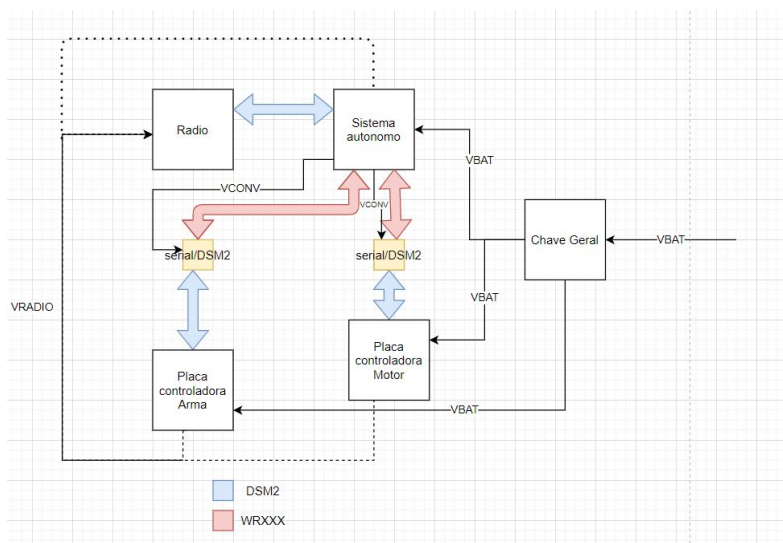 Radio
Sistema
autonomo
VBAT
VCONV
VCONV
Chave Geral
VBAT
serial/DSM2
serial/DSM2
VBAT
VRADIO
Placa
controladora
Motor
Placa
controladora
Arma
VBAT
DSM2
WRXXX